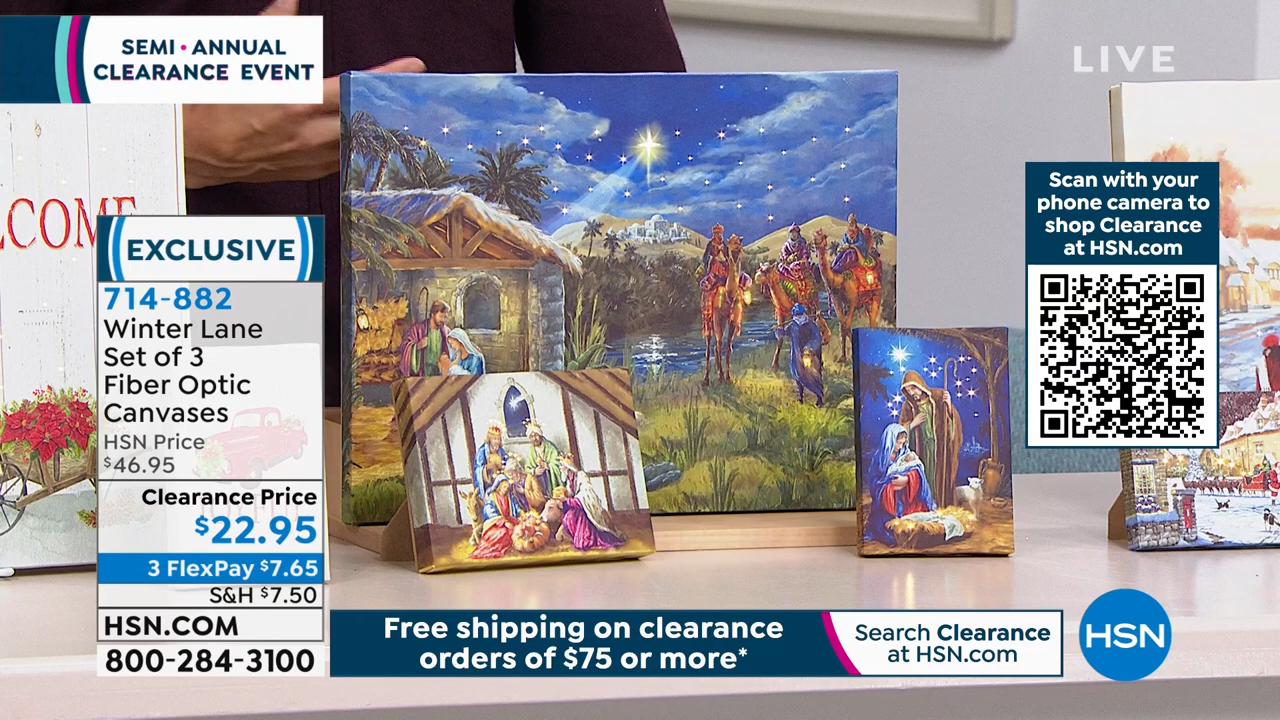 SEMI • ANNUAL
CLEARANCE EVENT
LIVE
Scan with your
phone camera to
shop Clearance
at HSN.com
EXCLUSIVE
714-882
Winter Lane
Set of 3
Fiber Optic
Canvases
HSN Price
$46.95
Clearance Price
$22.95
3 FlexPay $7.65
S&H $7.50
HSN.COM
800-284-3100
Free shipping on clearance
orders of $75 or more*
Search Clearance
at HSN.com
HSN
LCOME